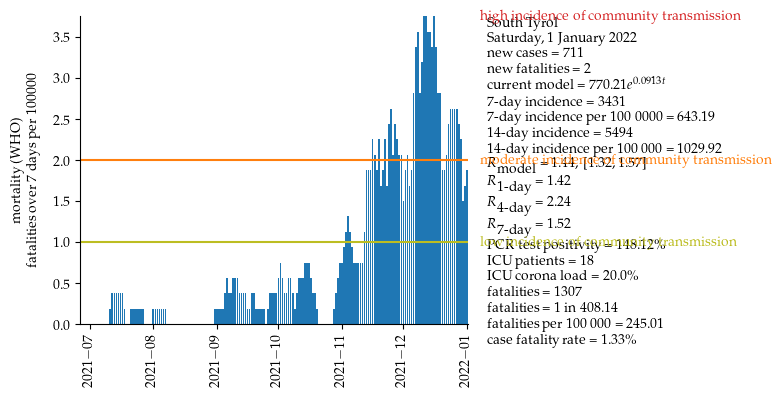 high incidence of community transmission
South Tyrol
Saturday, 1 January 2022
new cases = 711
new fatalities = 2
current model = 770.21e^0.0913t
7-day incidence = 3431
7-day incidence per 100 0000 = 643.19
14-day incidence = 5494
14-day incidence per 100 000 = 1029.92
moderate incidence of community transmission
R model = 1.44, [1.32, 1.57]
R 1-day = 1.42
R 4-day = 2.24
R 7-day = 1.52
low incidence of community transmission
PCR test positivity = 148.12%
ICU patients = 18
ICU corona load = 20.0%
fatalities = 1307
fatalities = 1 in 408.14
fatalities per 100 000 = 245.01
case fatality rate = 1.33%
mortality (WHO)
fatalities over 7 days per 100000
3.5
3.0
2.5
2.0
1.5
1.0
0.5
0.0
2021−07
2021−08
2021−09
2021−10
2021−11
2021−12
2022−01